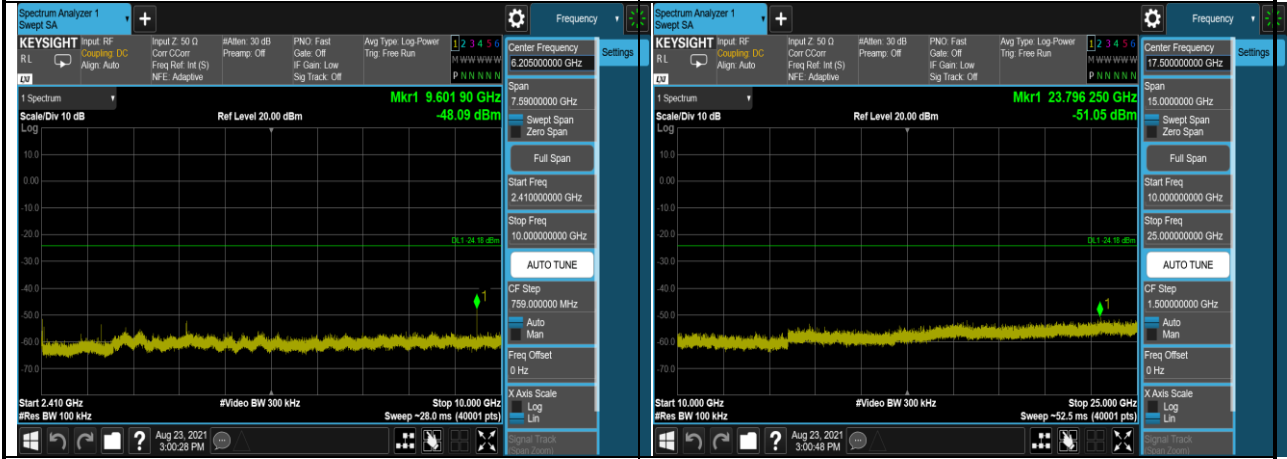 Spectrum Analyzer 1
Swept SA
+
Frequency
KEYSIGHT
RL
LXI
Input: RF
Coupling: DC
Align: Auto
Input Z: 50 Ω
Corr CCorr
Freq Ref: Int (S)
NFE: Adaptive
#Atten: 30 dB
Preamp: Off
PNO: Fast
Gate: Off
IF Gain: Low
Sig Track: Off
Avg Type: Log-Power
Trig: Free Run
1 2 3 4 5 6
M W W W W W
P N N N N N
1 Spectrum
Scale/Div 10 dB
Ref Level 20.00 dBm
Mkr1 9.601 90 GHz
-48.09 dBm
Log
10.0
0.00
-10.0
-20.0
-30.0
-40.0
-50.0
-60.0
-70.0
DL1 -24.18 dBm
1
Start 2.410 GHz
#Res BW 100 kHz
#Video BW 300 kHz
Stop 10.000 GHz
Sweep ~28.0 ms (40001 pts)
?
Aug 23, 2021
3:00:28 PM
Center Frequency
6.205000000 GHz
Settings
Span
7.59000000 GHz
Swept Span
Zero Span
Full Span
Start Freq
2.410000000 GHz
Stop Freq
10.000000000 GHz
AUTO TUNE
CF Step
759.000000 MHz
Auto
Man
Freq Offset
0 Hz
X Axis Scale
Log
Lin
Signal Track
(Span Zoom)
Spectrum Analyzer 1
Swept SA
+
Frequency
KEYSIGHT
RL
LXI
Input: RF
Coupling: DC
Align: Auto
Input Z: 50 Ω
Corr CCorr
Freq Ref: Int (S)
NFE: Adaptive
#Atten: 30 dB
Preamp: Off
PNO: Fast
Gate: Off
IF Gain: Low
Sig Track: Off
Avg Type: Log-Power
Trig: Free Run
1 2 3 4 5 6
M W W W W W
P N N N N N
1 Spectrum
Scale/Div 10 dB
Ref Level 20.00 dBm
Mkr1 23.796 250 GHz
-51.05 dBm
Log
10.0
0.00
-10.0
-20.0
-30.0
-40.0
-50.0
-60.0
-70.0
DL1 -24.18 dBm
1
Start 10.000 GHz
#Res BW 100 kHz
#Video BW 300 kHz
Stop 25.000 GHz
Sweep ~52.5 ms (40001 pts)
?
Aug 23, 2021
3:00:48 PM
Center Frequency
17.50000000 GHz
Settings
Span
15.0000000 GHz
Swept Span
Zero Span
Full Span
Start Freq
10.000000000 GHz
Stop Freq
25.000000000 GHz
AUTO TUNE
CF Step
1.500000000 GHz
Auto
Man
Freq Offset
0 Hz
X Axis Scale
Log
Lin
Signal Track
(Span Zoom)